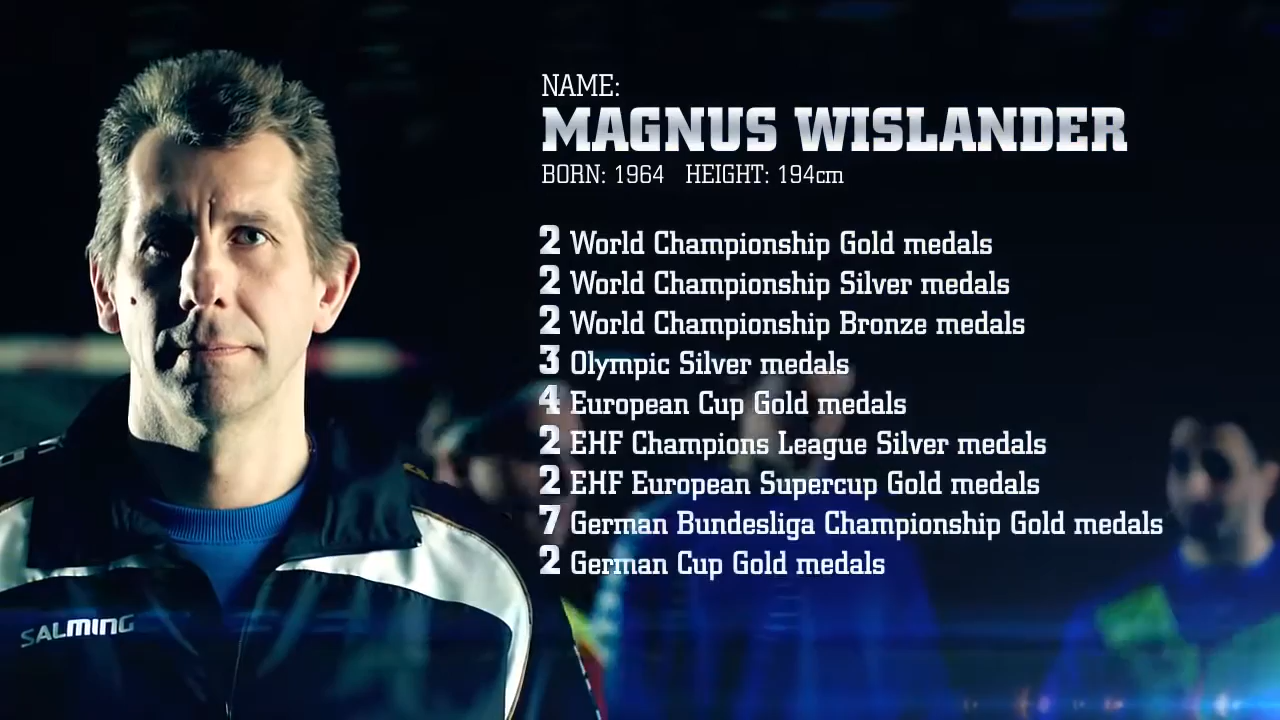 NAME:
MAGNUS WISLANDER
BORN: 1964 HEIGHT: 194cm
2 World Championship Gold medals
2 World Championship Silver medals
2 World Championship Bronze medals
3 Olympic Silver medals
4 European Cup Gold medals
2 EHF Champions League Silver medals
2 EHF European Supercup Gold medals
7 German Bundesliga Championship Gold medals
2 German Cup Gold medals
SALMING